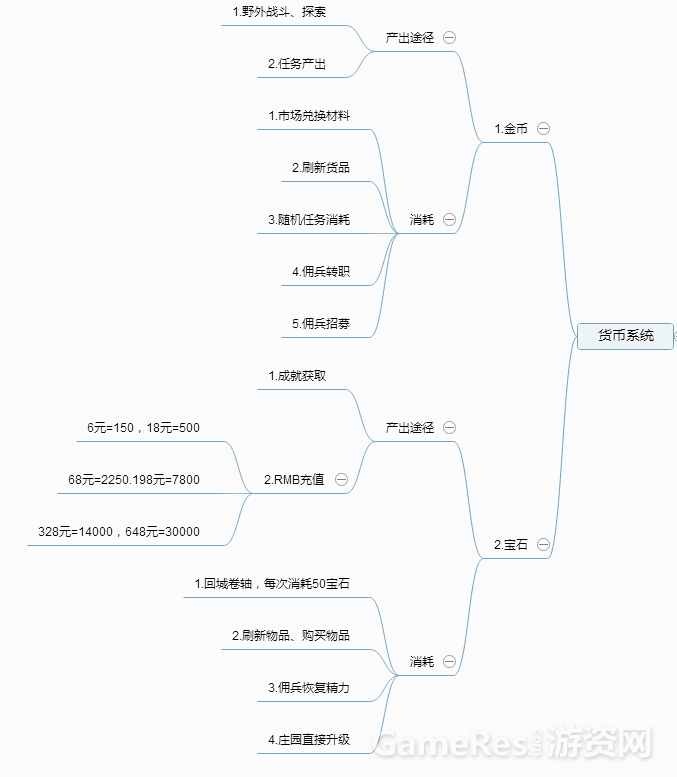 1.野外战斗、探索
产出途径
2.任务产出
1.市场兑换材料
1.金币
2.刷新货品
3.随机任务消耗
消耗
4.佣兵转职
5.佣兵招募
货币系统
1.成就获取
6元=150，18元=500
产出途径
68元=2250.198元=7800
2.RMB充值
328元=14000，648元=30000
2.宝石
1.回城卷轴，每次消耗50宝石
2.刷新物品、购买物品
消耗
3.佣兵恢复精力
4.庄园直接升级
GameRes游资网